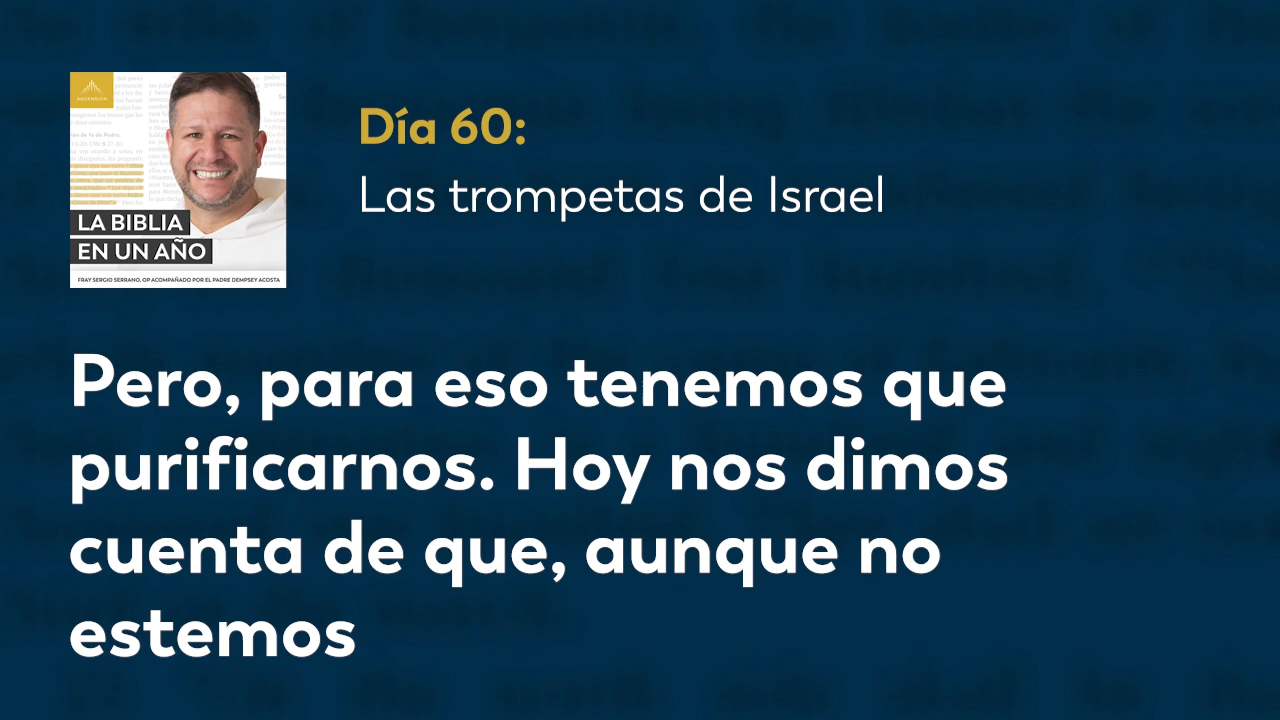 ASCENSION
LA BIBLIA
EN UN AÑO
FRAY SERGIO SERRANO, OP ACOMPAÑADO POR EL PADRE DEMPSEY ACOSTA
Día 60:
Las trompetas de Israel
Pero, para eso tenemos que
purificarnos. Hoy nos dimos
cuenta de que, aunque no
estemos